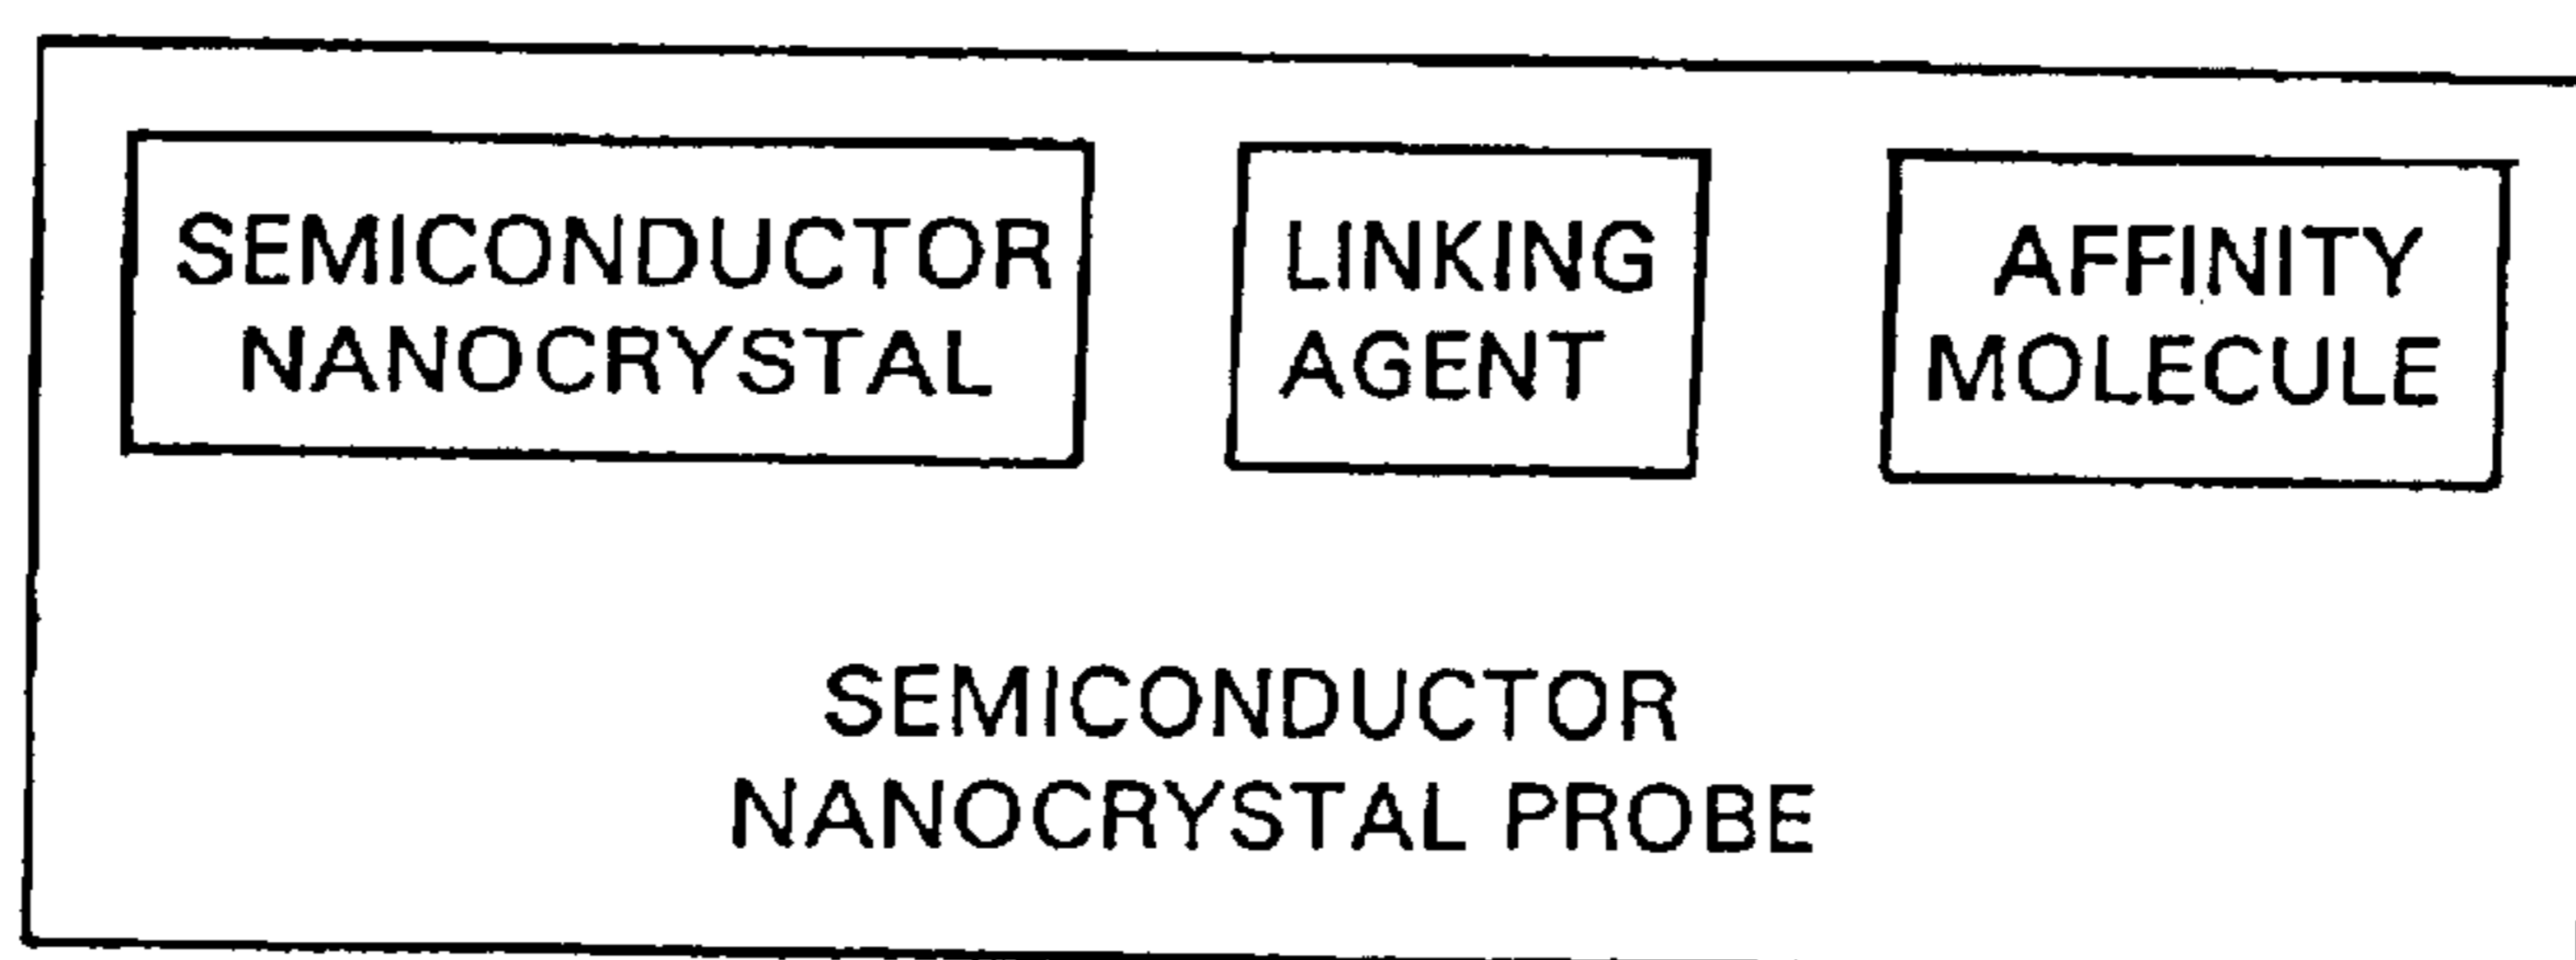 SEMICONDUCTOR
NANOCRYSTAL
LINKING
AGENT
AFFINITY
MOLECULE
SEMICONDUCTOR
NANOCRYSTAL PROBE